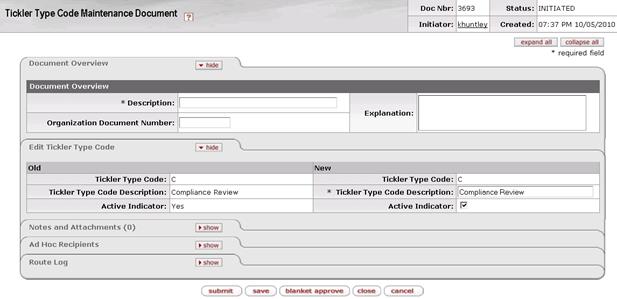 Tickler Type Code Maintenance Document ?
Doc Nbr: 3693 Status: INITIATED
Initiator: khuntley Created: 07:37 PM 10/05/2010
expand all collapse all
* required field
Document Overview hide
Document Overview
* Description: Explanation:
Organization Document Number:
Edit Tickler Type Code hide
Old New
Tickler Type Code: C Tickler Type Code: C
Tickler Type Code Description: Compliance Review * Tickler Type Code Description: Compliance Review
Active Indicator: Yes Active Indicator:
Notes and Attachments (0) show
Ad Hoc Recipients show
Route Log show
submit save blanket approve close cancel